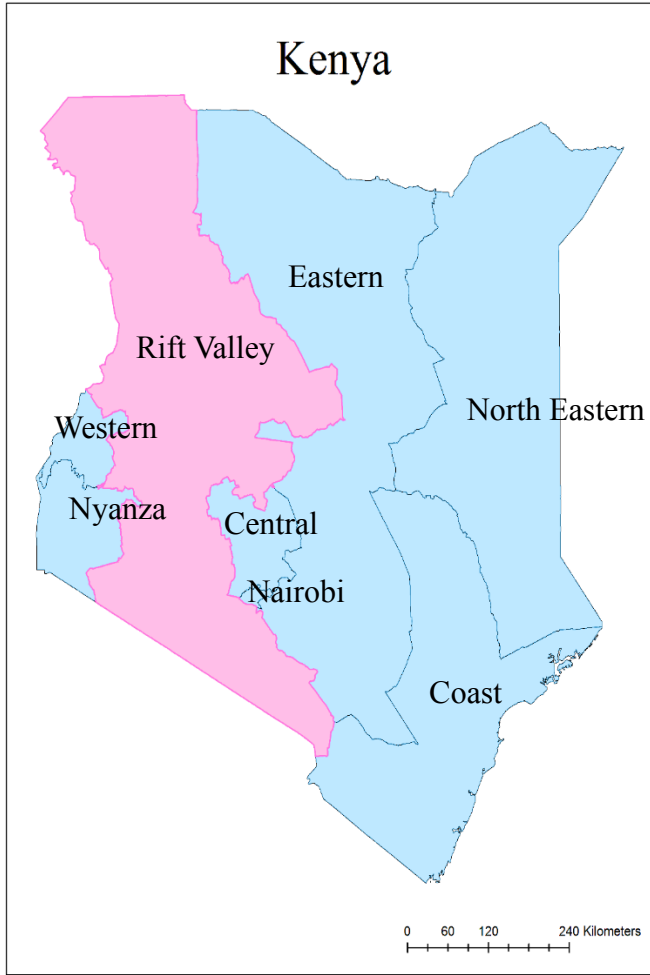 Kenya
Eastern
Rift Valley
North Eastern
Western
Nyanza
Central
Nairobi
Coast
0 60 120 240 Kilometers